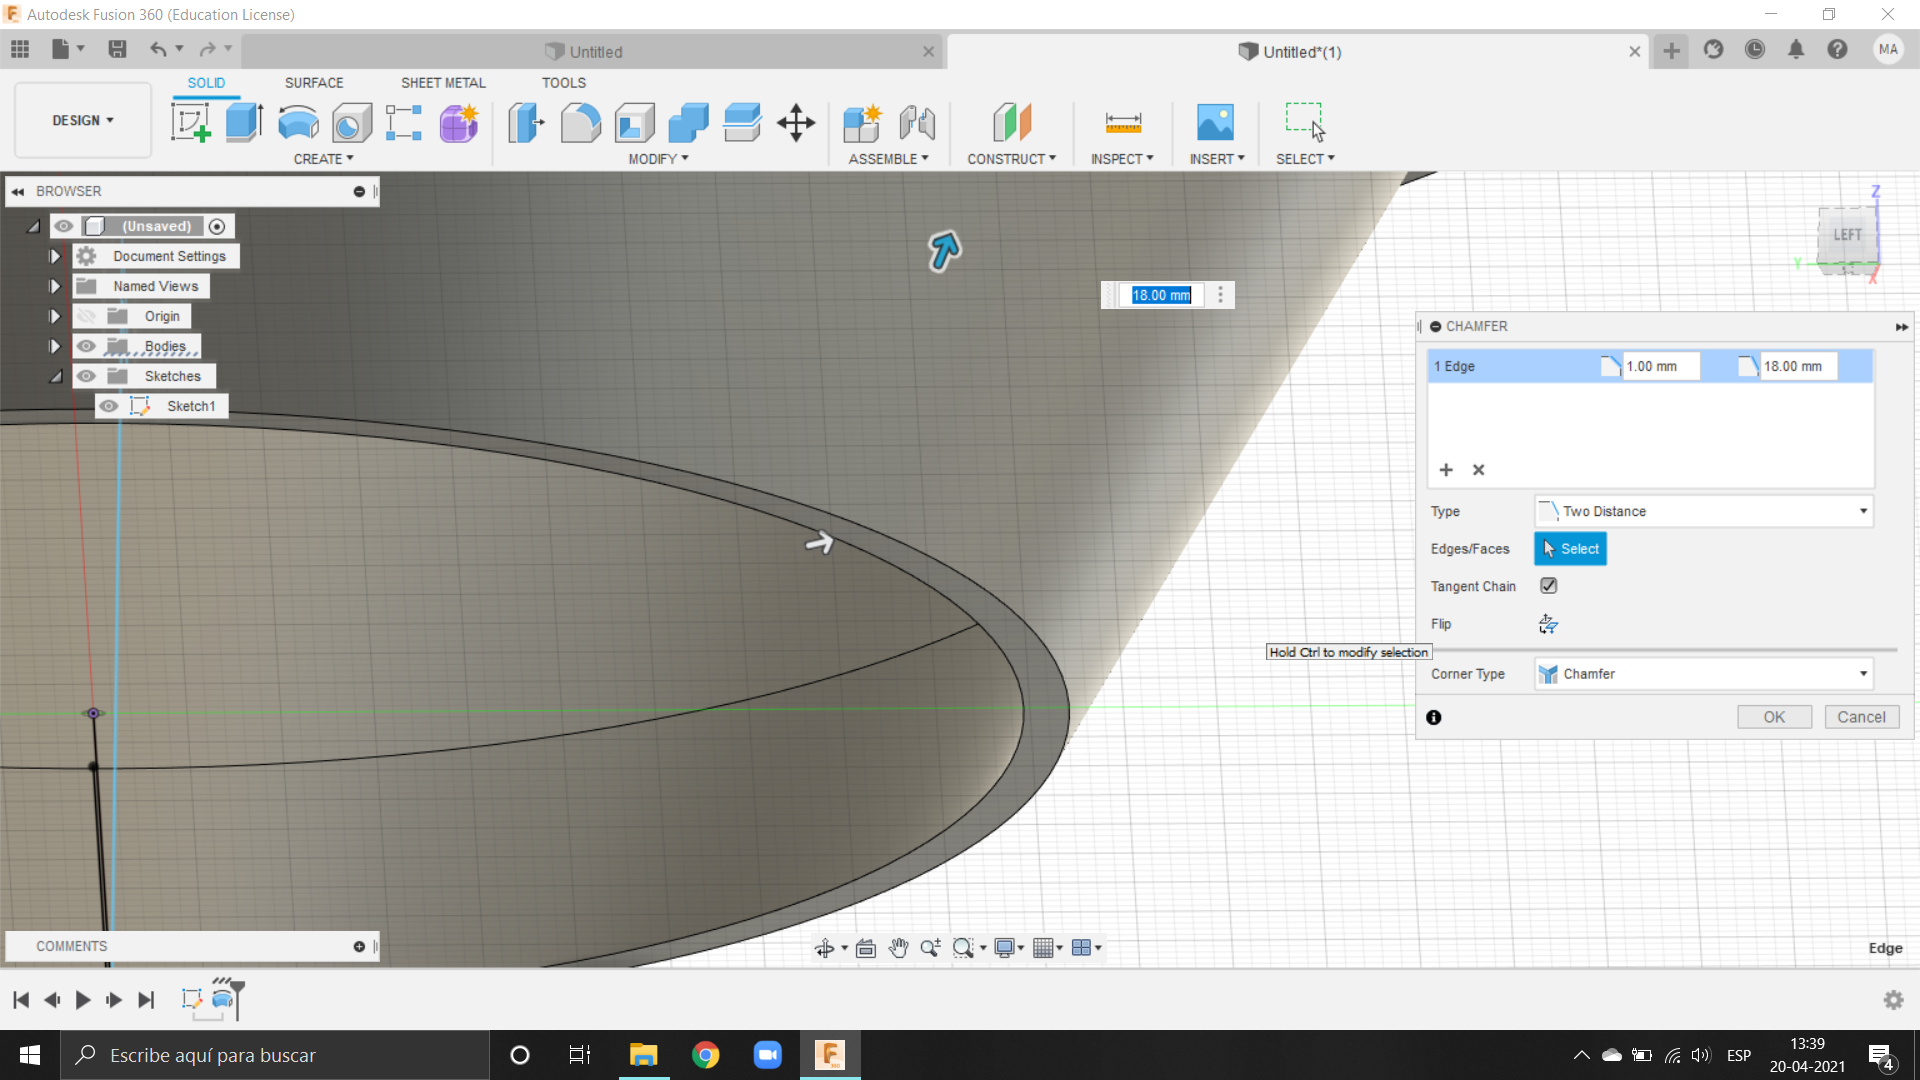 Autodesk Fusion 360 (Education License)
Untitled
Untitled*(1)
MA
DESIGN
SOLID
SURFACE
SHEET METAL
TOOLS
CREATE
MODIFY
ASSEMBLE
CONSTRUCT
INSPECT
INSERT
SELECT
BROWSER
(Unsaved)
Document Settings
Named Views
Origin
Bodies
Sketches
Sketch1
18.00 mm
Z
LEFT
Y
X
CHAMFER
1 Edge
1.00 mm
18.00 mm
Type
Two Distance
Edges/Faces
Select
Tangent Chain
Flip
Hold Ctrl to modify selection
Corner Type
Chamfer
OK
Cancel
COMMENTS
Edge
Escribe aquí para buscar
F
360
ESP
13:39
20-04-2021
4